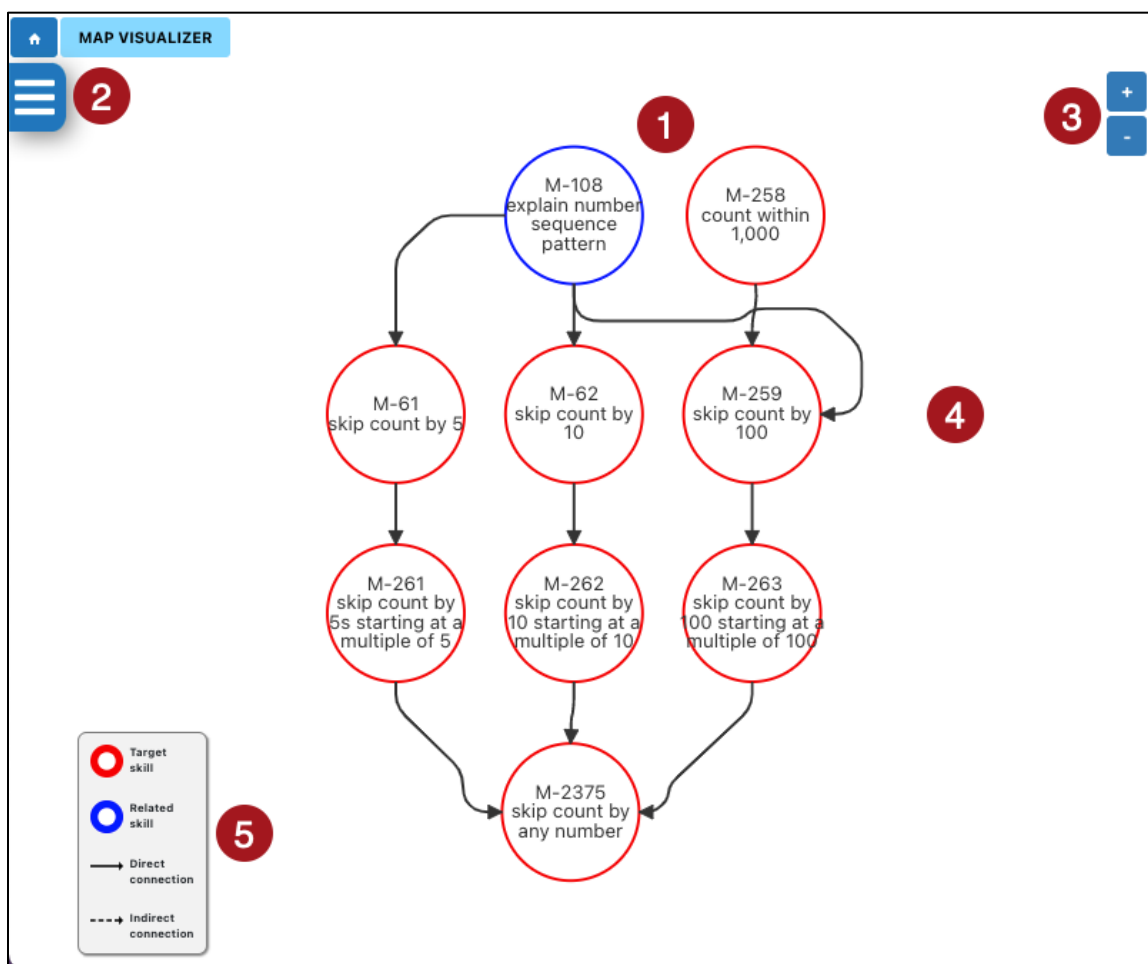 MAP VISUALIZER
2
1
3
+
-
M-108
explain number
sequence
pattern
M-258
count within
1,000
M-61
skip count by 5
M-62
skip count by
10
M-259
skip count by
100
4
M-261
skip count by
5s starting at a
multiple of 5
M-262
skip count by
10 starting at a
multiple of 10
M-263
skip count by
100 starting at a
multiple of 100
M-2375
skip count by
any number
Target
skill
Related
skill
Direct
connection
Indirect
connection
5